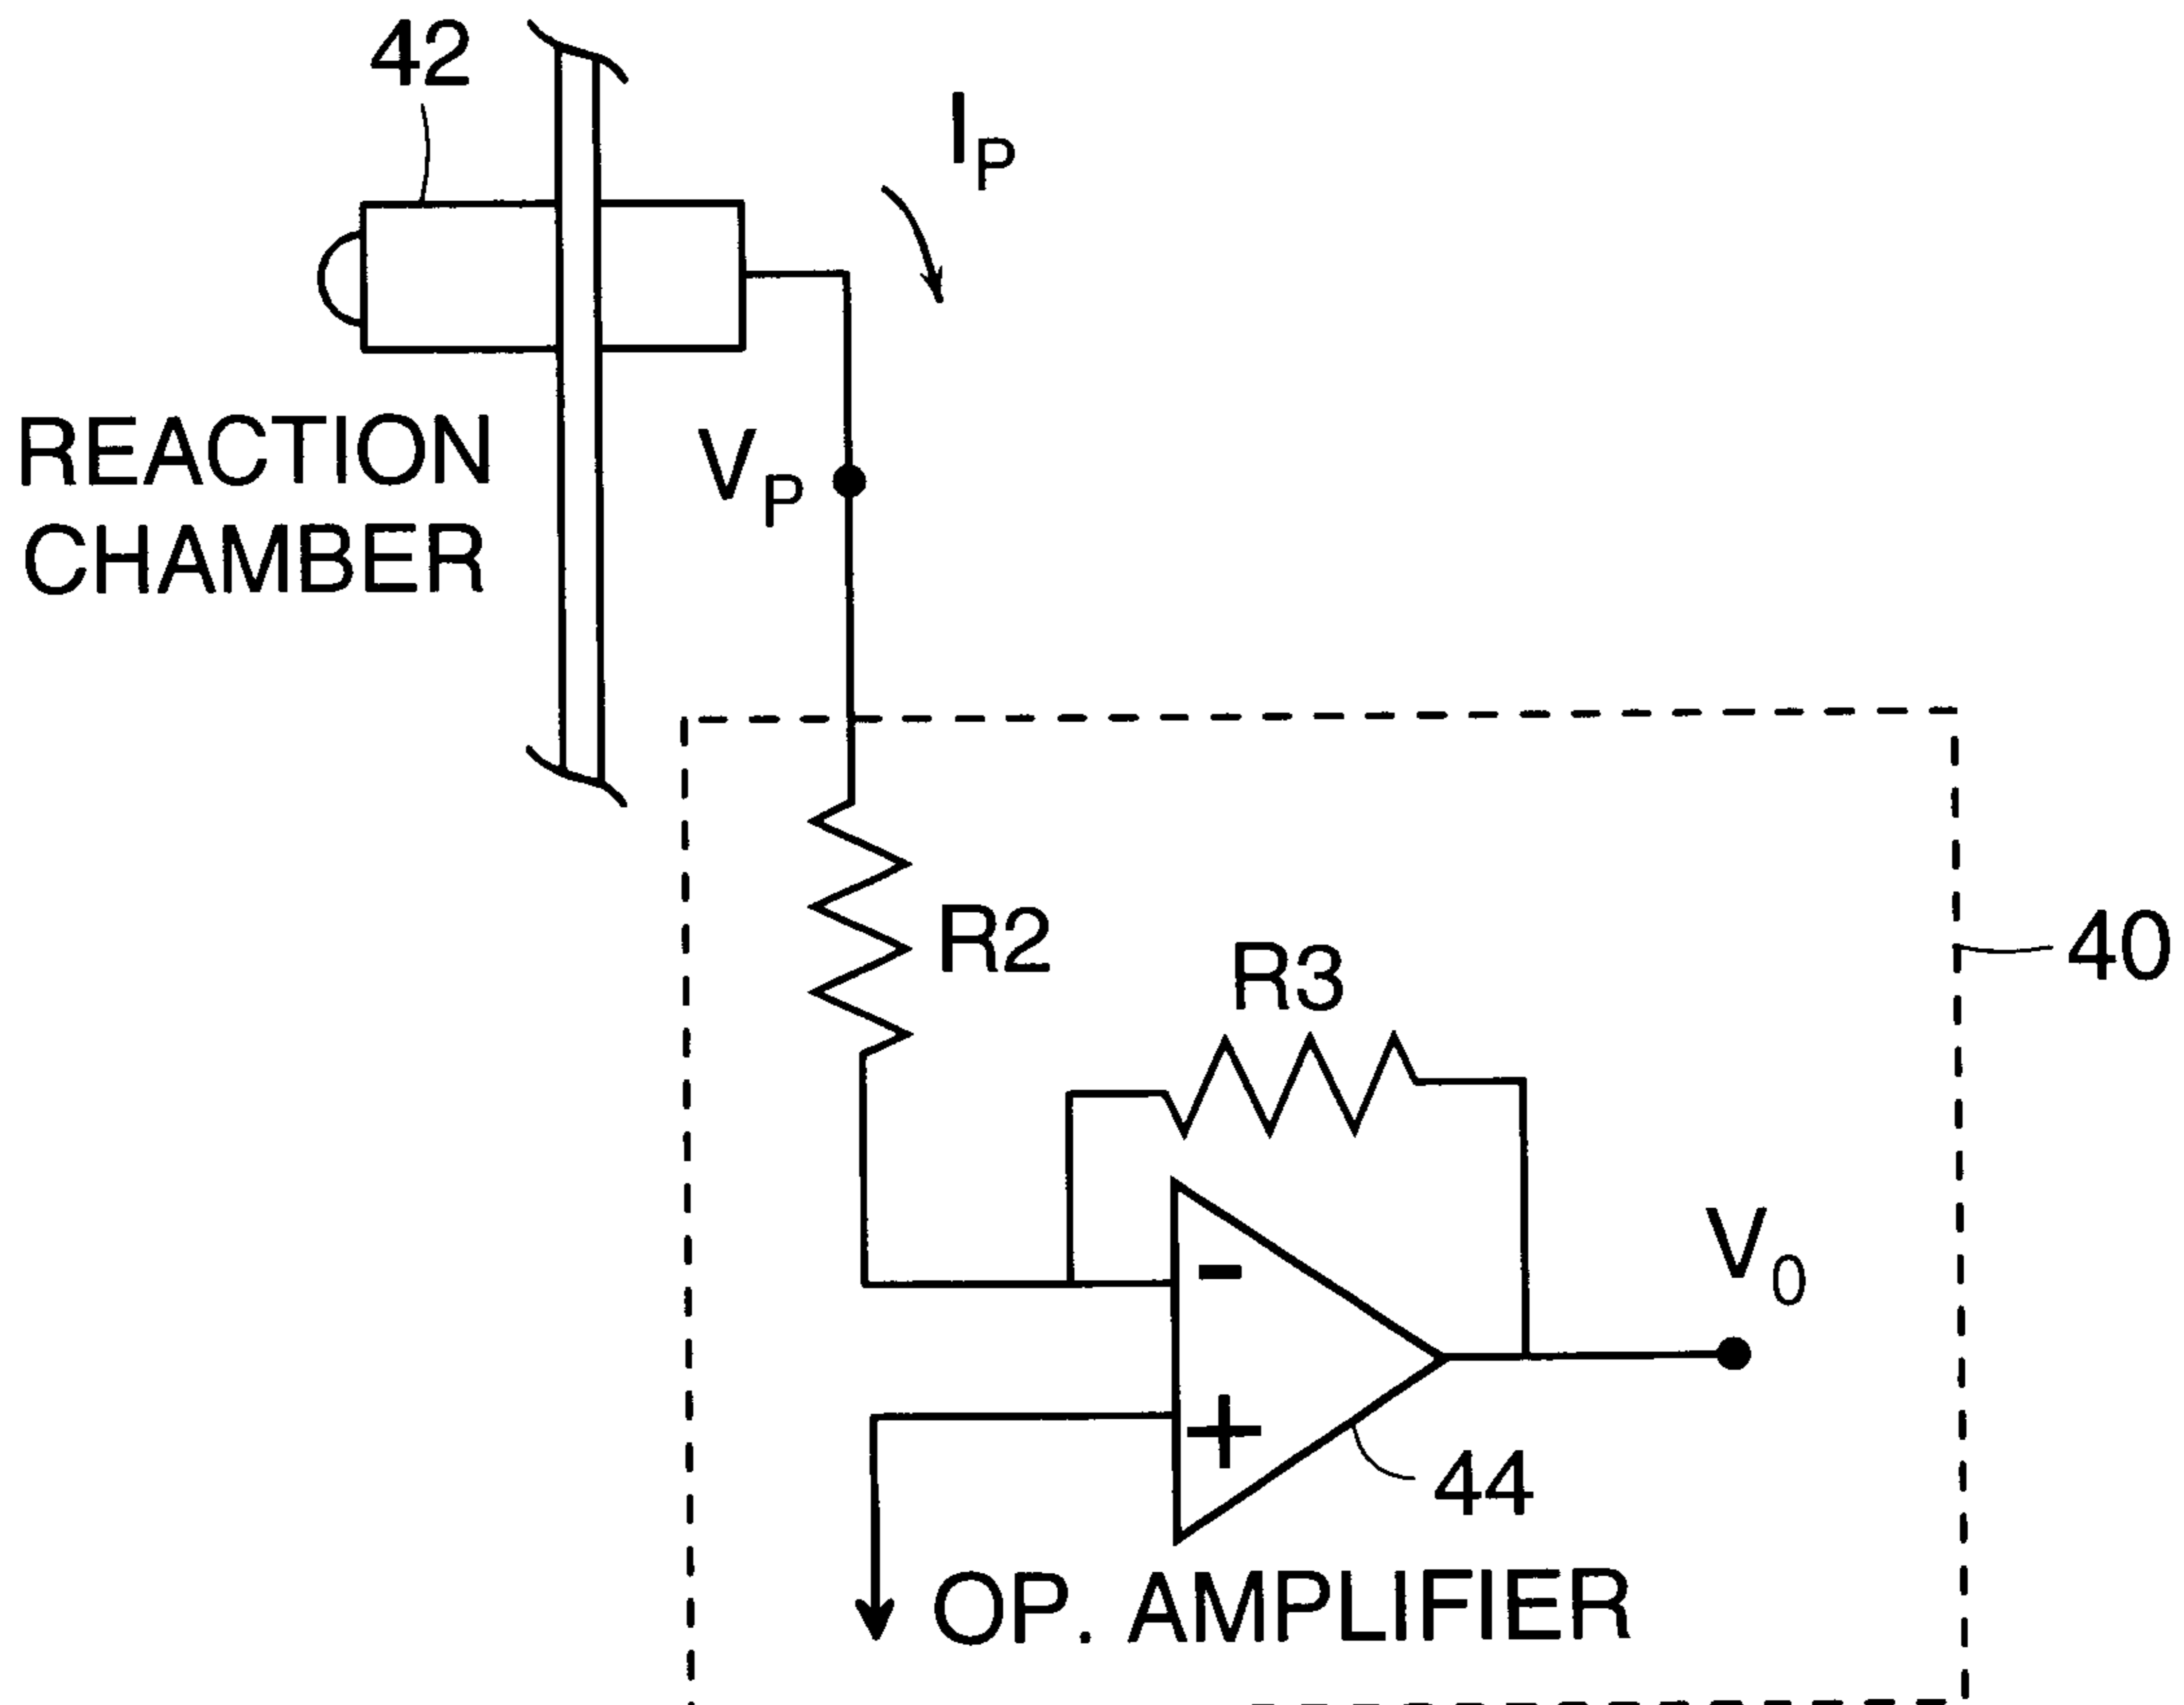 42
I_P
REACTION
CHAMBER
V_P
R2
R3
40
V_0
-
+
44
OP. AMPLIFIER